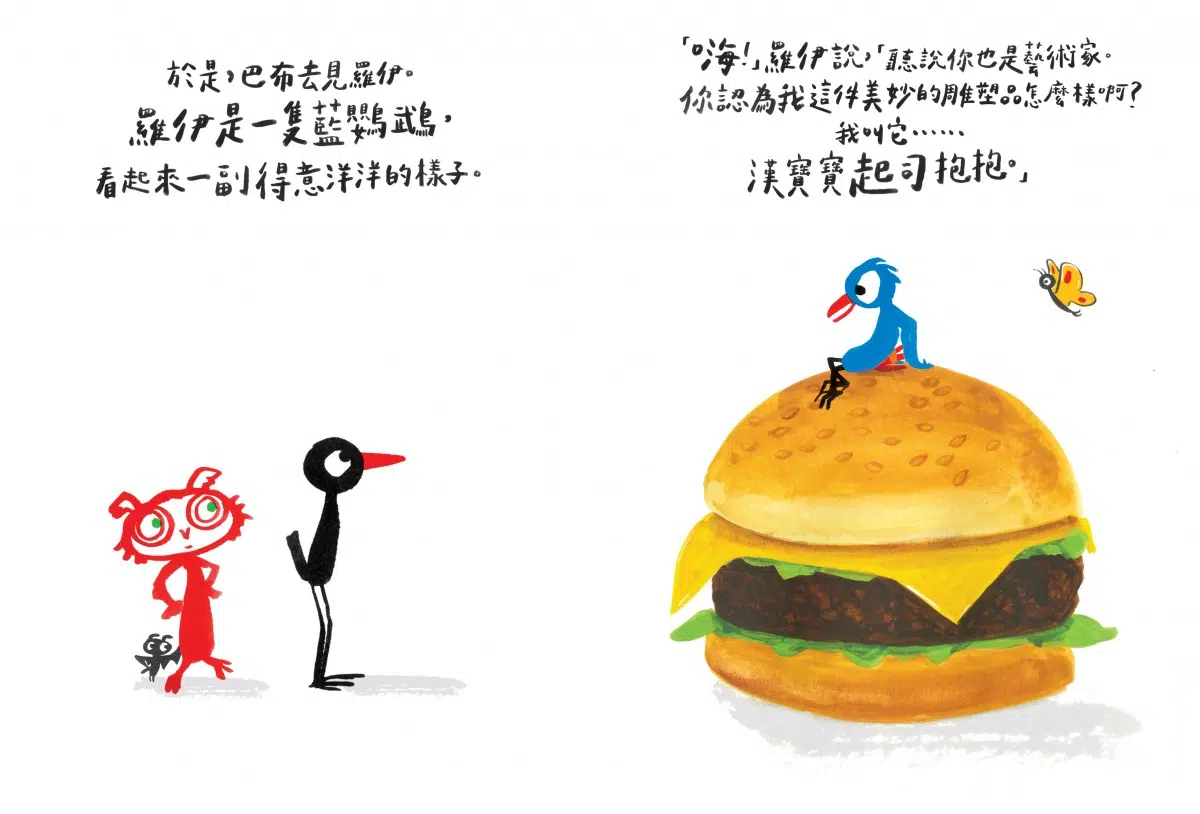 於是，巴布去見羅伊。
羅伊是一隻藍鸚鵡，
看起來一副得意洋洋的樣子。
「嗨！」羅伊說，「聽說你也是藝術家。
你認為我這件美妙的雕塑品怎麼樣啊？
我叫它……
漢寶寶起司抱抱。」